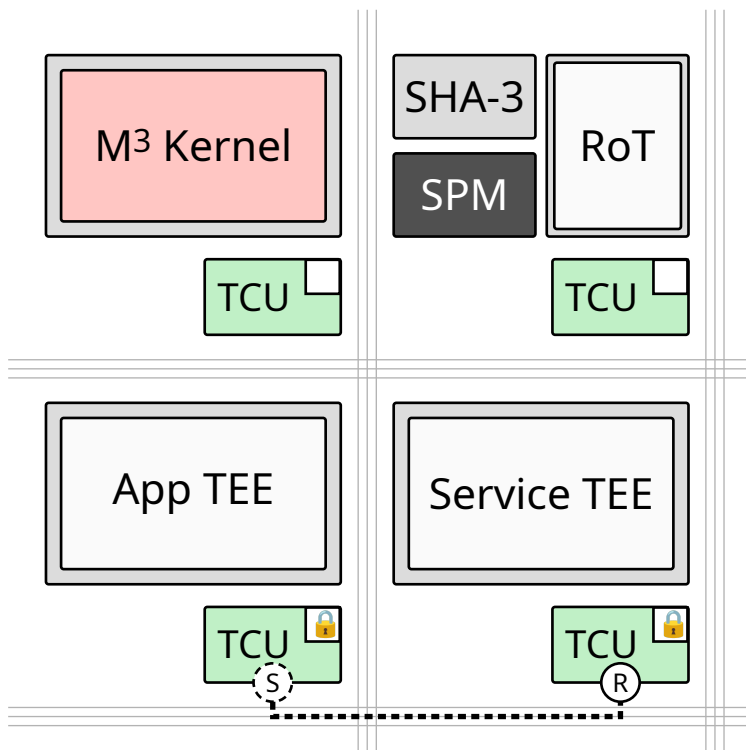 M³ Kernel
SHA-3
SPM
RoT
TCU
TCU
App TEE
Service TEE
TCU
TCU
S
R